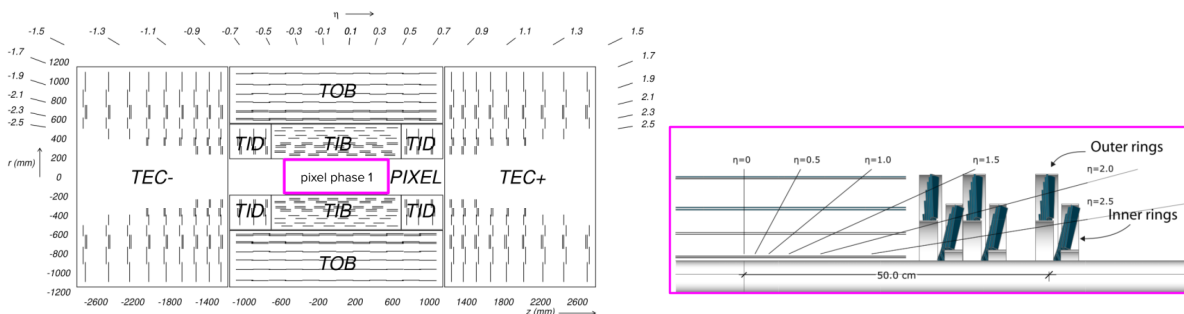 η
-1.5 -1.3 -1.1 -0.9 -0.7 -0.5 -0.3 -0.1 0.1 0.3 0.5 0.7 0.9 1.1 1.3 1.5
-1.7 1.7
-1.9 1.9
-2.1 2.1
-2.3 2.3
-2.5 2.5
1200
1000
800
600
400
200
0
-200
-400
-600
-800
-1000
-1200
r (mm)
TOB
TID TIB TID
TEC- pixel phase 1 PIXEL TEC+
TID TIB TID
TOB
-2600 -2200 -1800 -1400 -1000 -600 -200 200 600 1000 1400 1800 2200 2600
z (mm)
η=0 η=0.5 η=1.0 η=1.5 Outer rings
η=2.0
η=2.5
Inner rings
50.0 cm